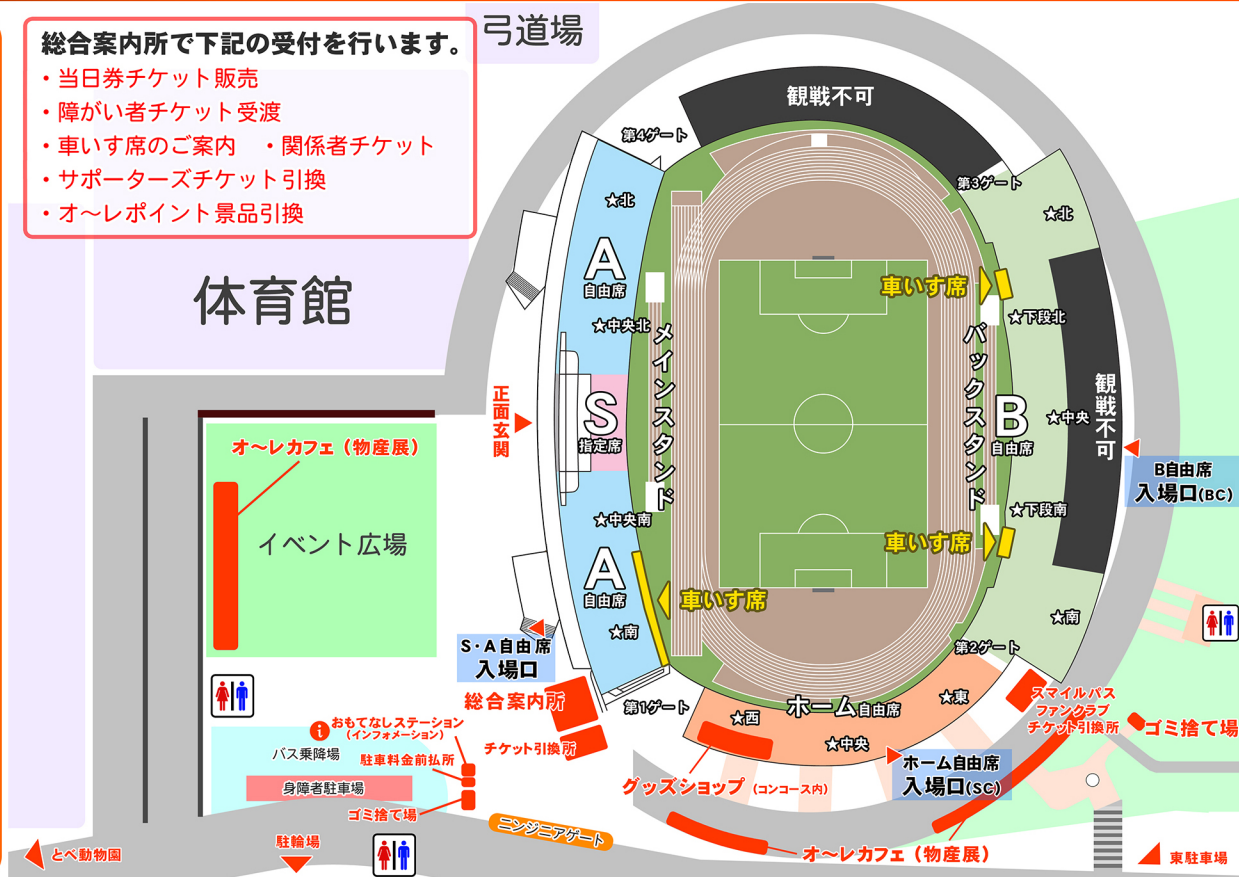 総合案内所で下記の受付を行います。
・当日券チケット販売
・障がい者チケット受渡
・車いす席のご案内　・関係者チケット
・サポーターズチケット引換
・オ～レポイント景品引換
弓道場
体育館
観戦不可
第4ゲート
第3ゲート
★北
A
自由席
★中央北
S
指定席
★中央南
A
自由席
★南
メインスタンド
正面玄関
車いす席
車いす席
車いす席
バックスタンド
★北
★下段北
B
自由席
★中央
★下段南
★南
観戦不可
B自由席
入場口(BC)
オ～レカフェ（物産展）
イベント広場
S・A自由席
入場口
総合案内所
チケット引換所
第1ゲート
第2ゲート
★西
ホーム自由席
★東
★中央
スマイルパス
ファンクラブ
チケット引換所
ゴミ捨て場
ホーム自由席
入場口(SC)
グッズショップ（コンコース内）
i
おもてなしステーション
（インフォメーション）
バス乗降場
駐車料金前払所
身障者駐車場
ゴミ捨て場
ニンジニアゲート
オ～レカフェ（物産展）
とべ動物園
駐輪場
東駐車場